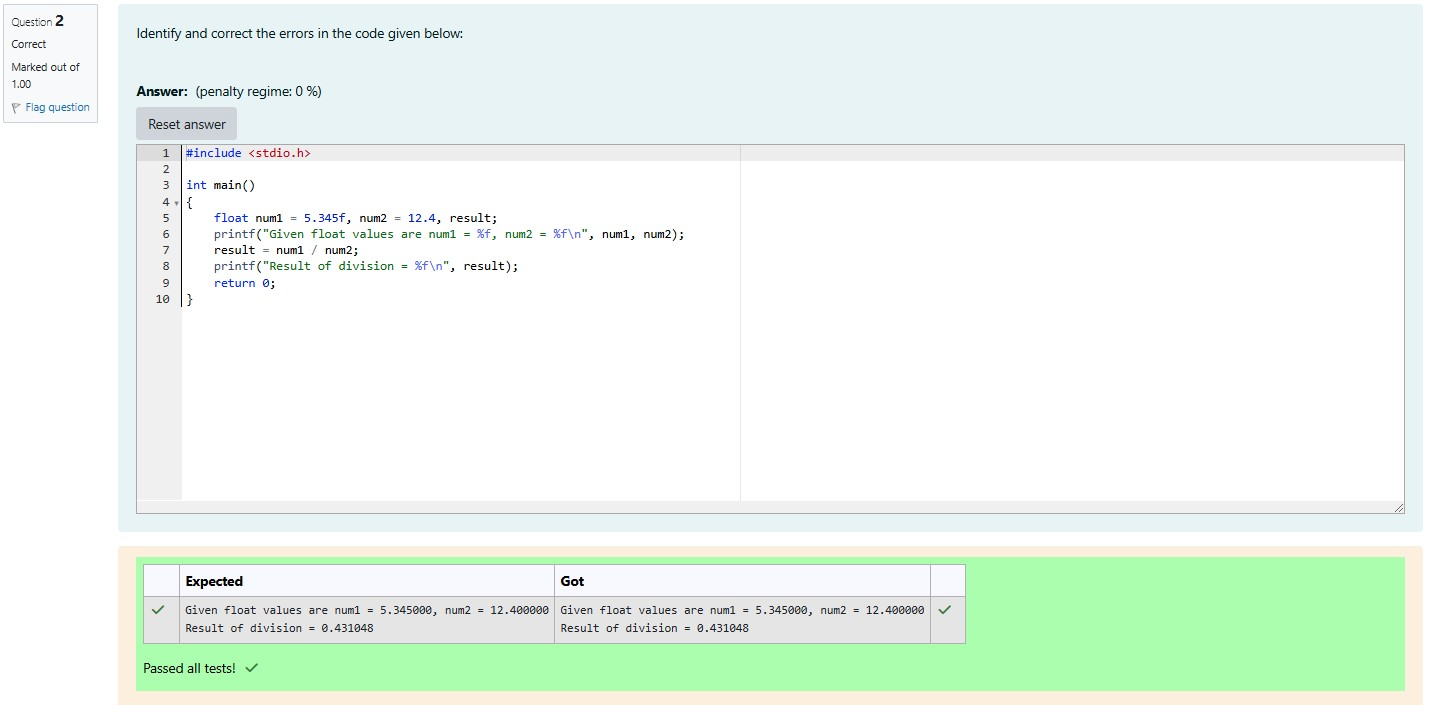 Question 2
Correct
Marked out of
1.00
Flag question
Identify and correct the errors in the code given below:
Answer: (penalty regime: 0 %)
Reset answer
1 #include <stdio.h>
2
3 int main()
4 {
5 float num1 = 5.345f, num2 = 12.4, result;
6 printf("Given float values are num1 = %f, num2 = %f\n", num1, num2);
7 result = num1 / num2;
8 printf("Result of division = %f\n", result);
9 return 0;
10 }
Expected Got
Given float values are num1 = 5.345000, num2 = 12.400000 Given float values are num1 = 5.345000, num2 = 12.400000
Result of division = 0.431048 Result of division = 0.431048
Passed all tests!